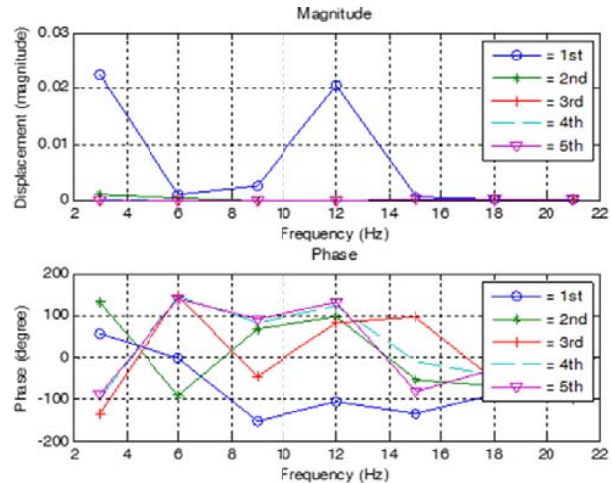 Magnitude
0.03
0.02
0.01
0
Displacement (magnitude)
= 1st
= 2nd
= 3rd
= 4th
= 5th
2 4 6 8 10 12 14 16 18 20 22
Frequency (Hz)
Phase
200
100
0
-100
-200
Phase (degree)
= 1st
= 2nd
= 3rd
= 4th
= 5th
2 4 6 8 10 12 14 16 18 20 22
Frequency (Hz)